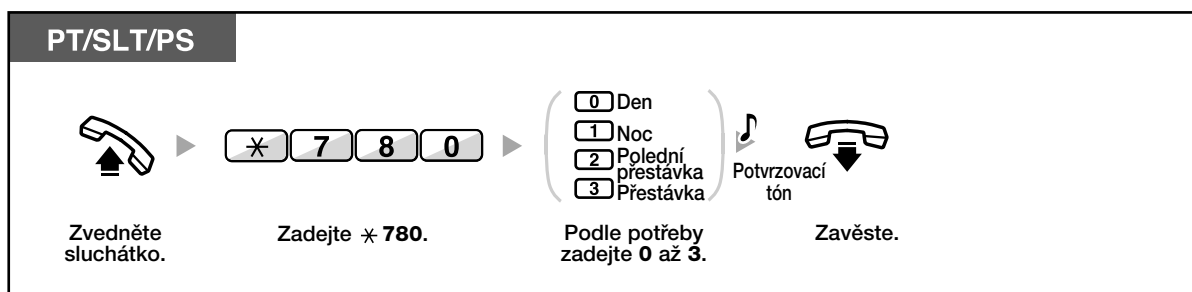 PT/SLT/PS
* 7 8 0
0 Den
1 Noc
2 Polední
přestávka
3 Přestávka
Potvrzovací
tón
Zvedněte
sluchátko.
Zadejte * 780.
Podle potřeby
zadejte 0 až 3.
Zavěste.